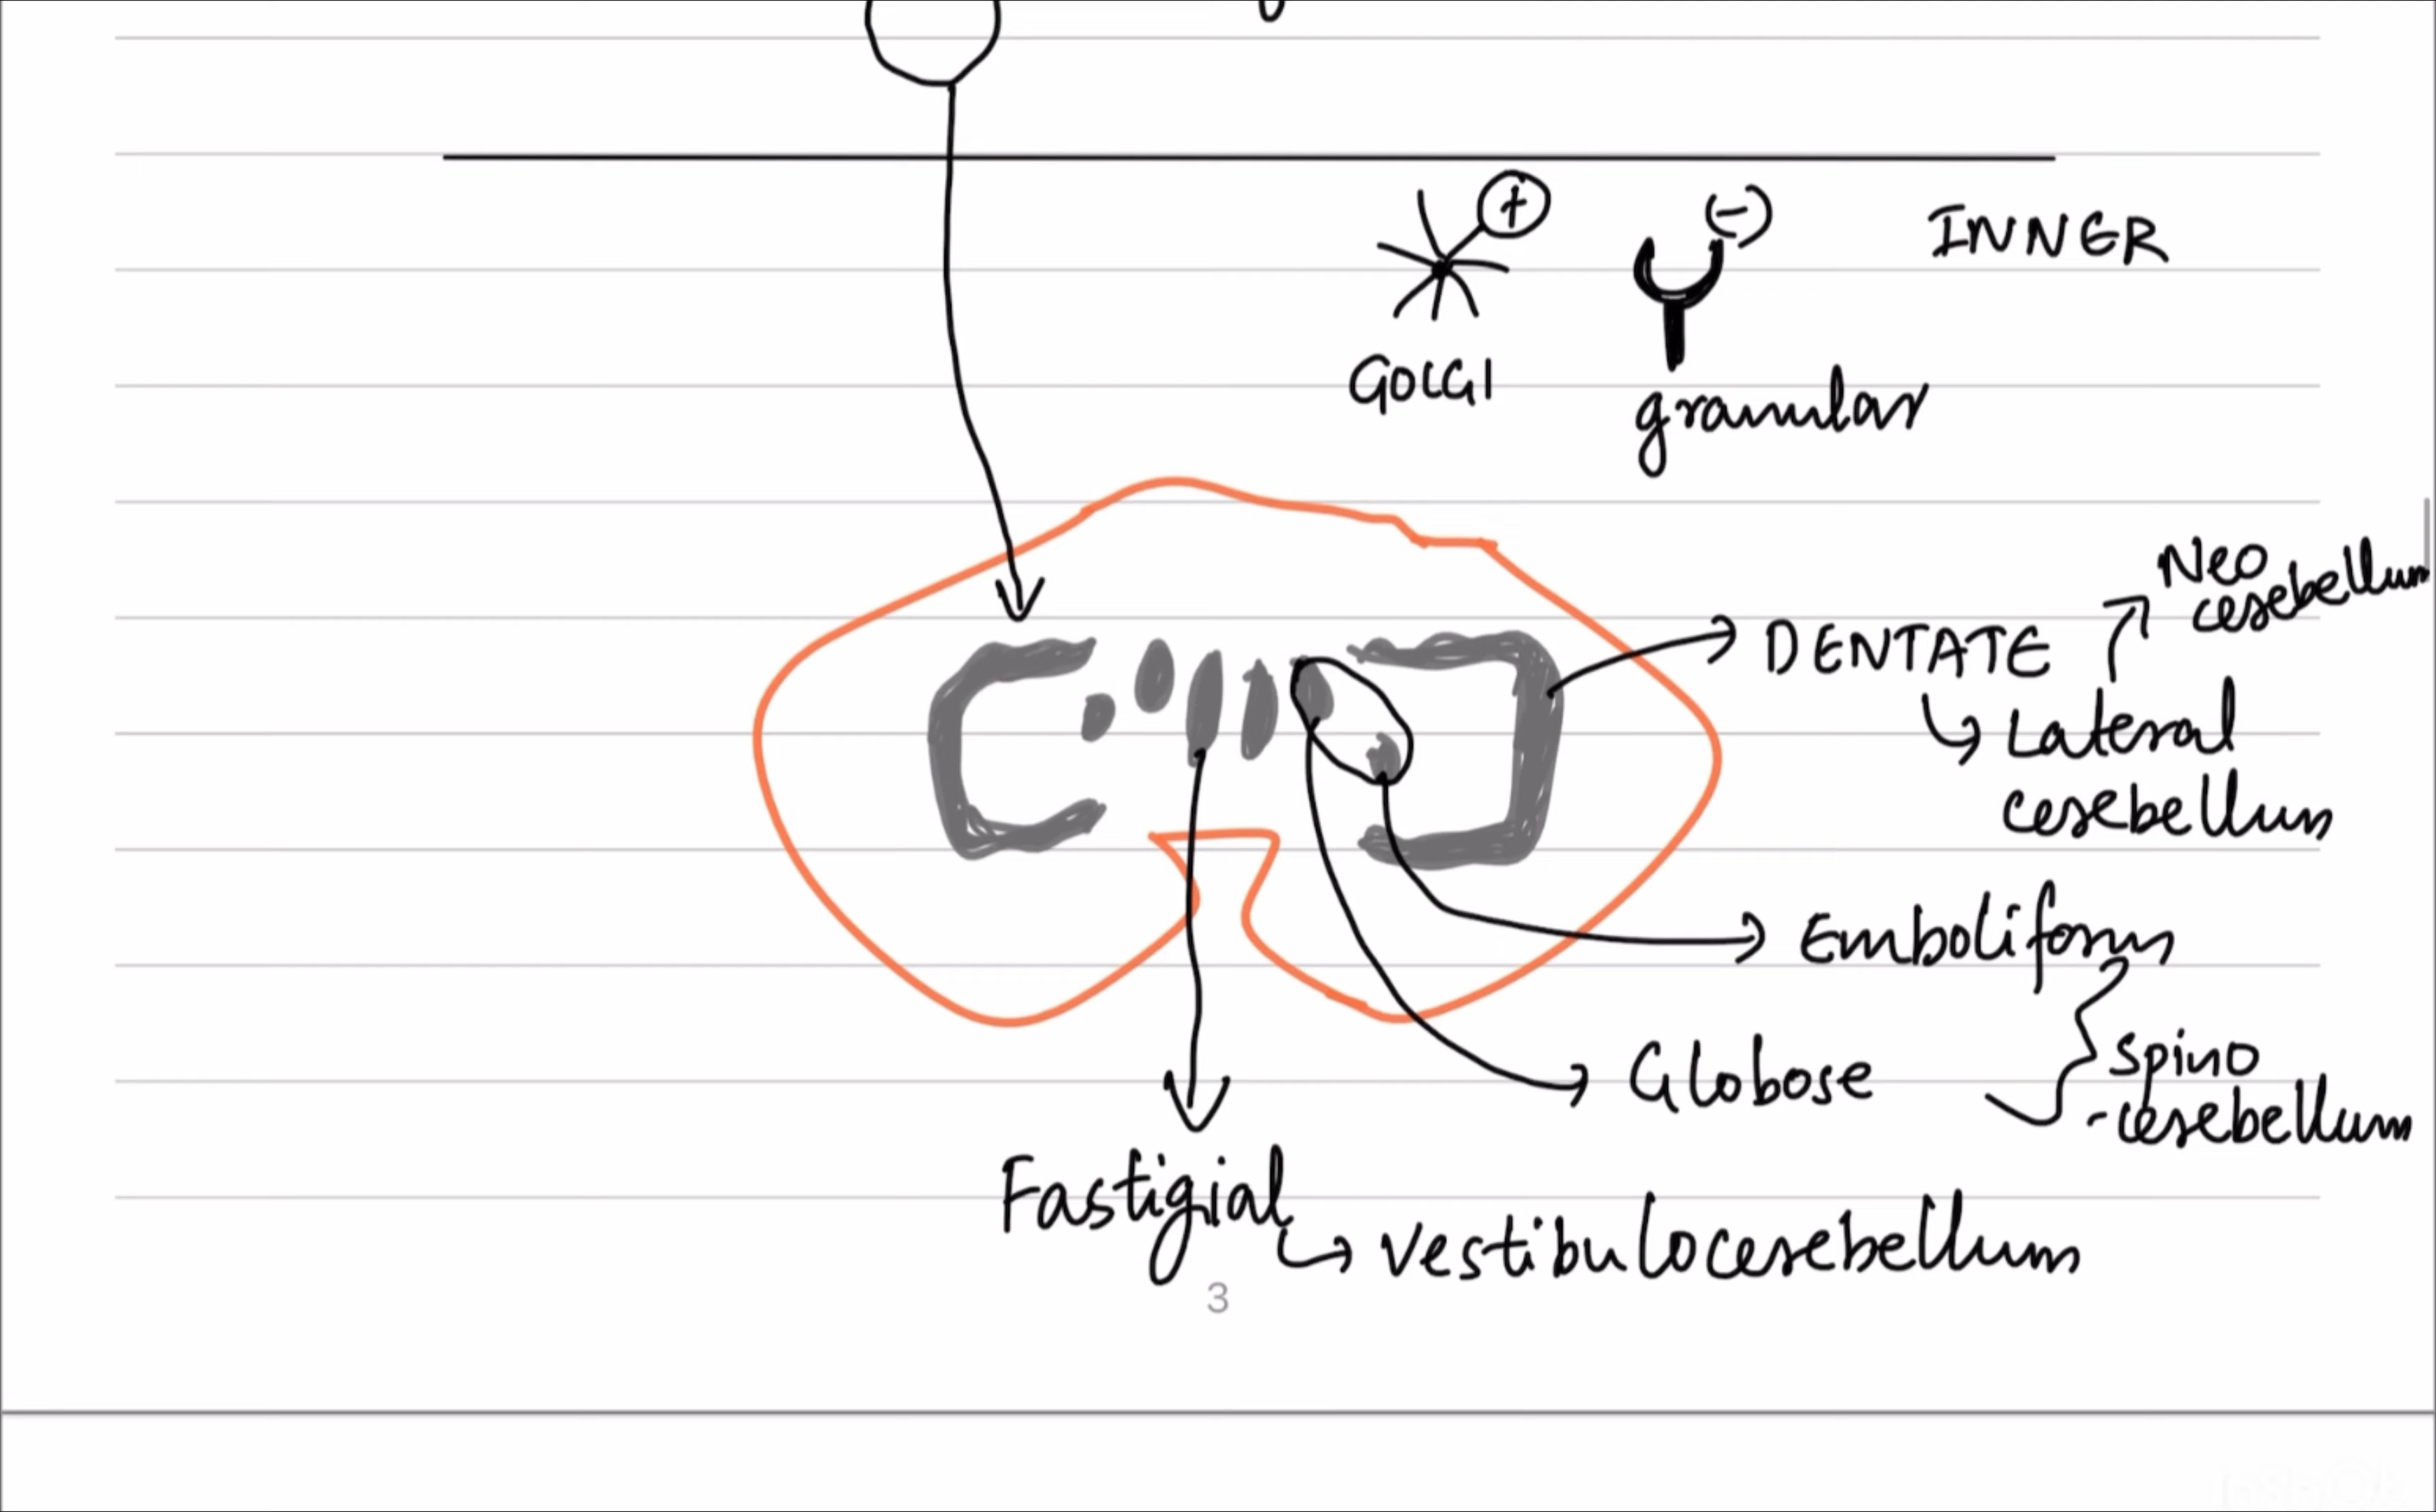 (+)
(-)
INNER
GOLGI
granular
Neo
cerebellum
DENTATE
Lateral
cerebellum
Emboliform
Globose
spino
-cerebellum
Fastigial
vestibulocerebellum
3